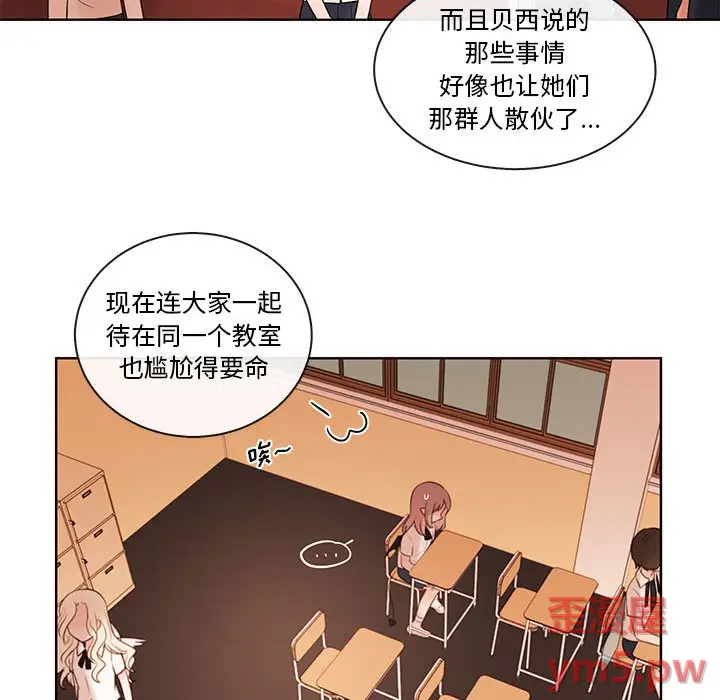 而且贝西说的
那些事情
好像也让她们
那群人散伙了...
现在连大家一起
待在同一个教室
也尴尬得要命
唉~
...
歪漫屋
ym5.pw